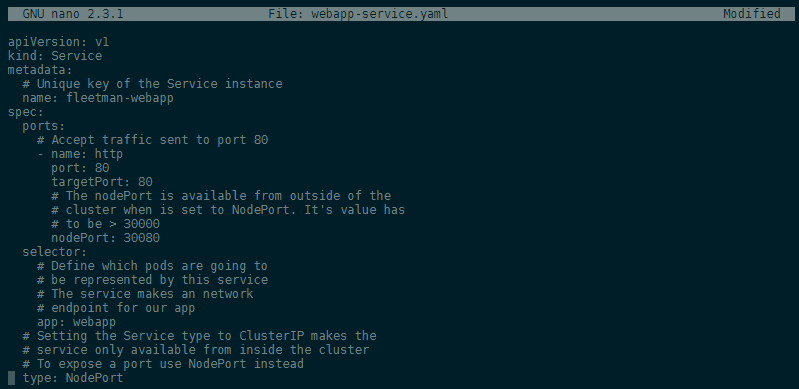 GNU nano 2.3.1 File: webapp-service.yaml Modified
apiVersion: v1
kind: Service
metadata:
  # Unique key of the Service instance
  name: fleetman-webapp
spec:
  ports:
    # Accept traffic sent to port 80
    - name: http
      port: 80
      targetPort: 80
      # The nodePort is available from outside of the
      # cluster when is set to NodePort. It's value has
      # to be > 30000
      nodePort: 30080
  selector:
    # Define which pods are going to
    # be represented by this service
    # The service makes an network
    # endpoint for our app
    app: webapp
  # Setting the Service type to ClusterIP makes the
  # service only available from inside the cluster
  # To expose a port use NodePort instead
  type: NodePort